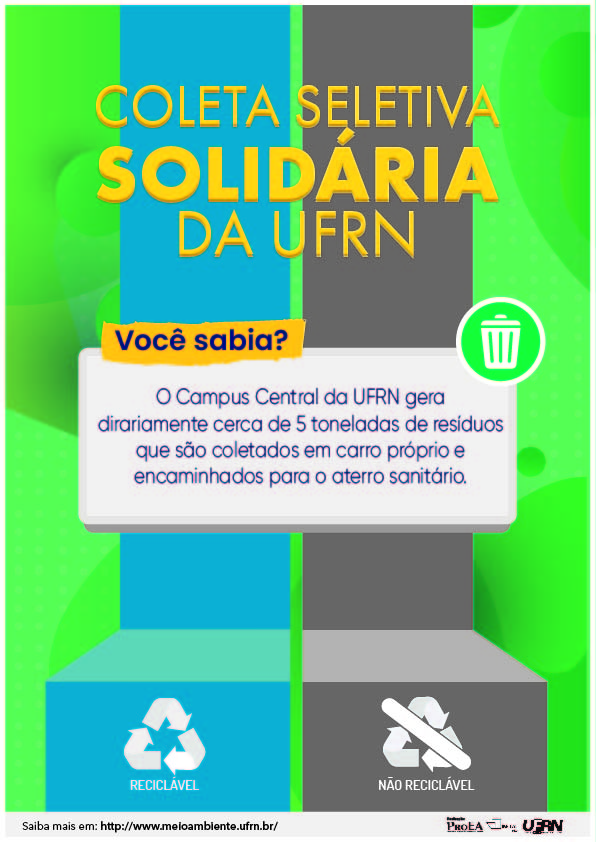 COLETA SELETIVA
SOLIDÁRIA
DA UFRN
Você sabia?
O Campus Central da UFRN gera
dirariamente cerca de 5 toneladas de resíduos
que são coletados em carro próprio e
encaminhados para o aterro sanitário.
RECICLÁVEL
NÃO RECICLÁVEL
Saiba mais em: http://www.meioambiente.ufrn.br/
Realização
PROEA
UFRN